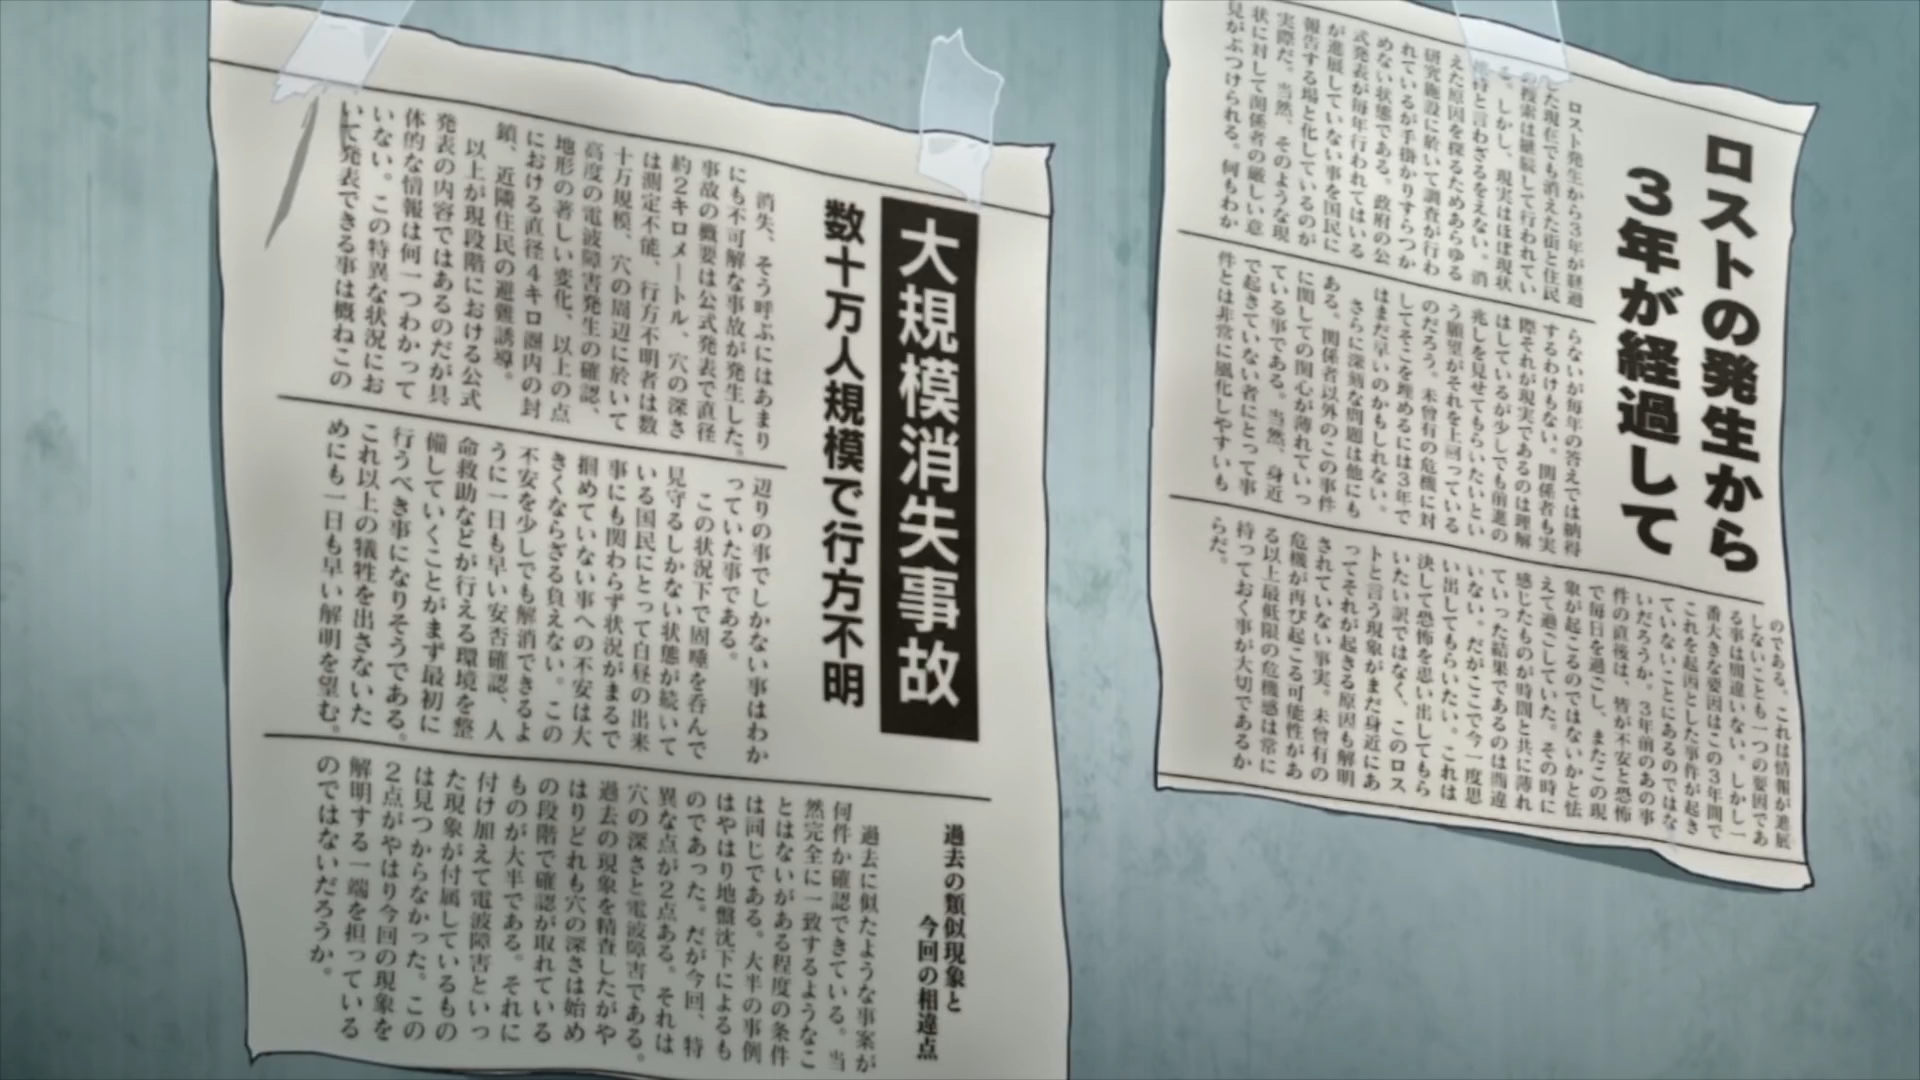 ロストの発生から
3年が経過して
ロスト発生から3年が経過
した現在でも消えた街と住民
の捜索は継続して行われてい
る。しかし、現実はほぼ現状
維持と言わざるをえない。消
えた原因を探るためあらゆる
研究施設に於いて調査が行わ
れているが手掛かりすらつか
めない状態である。政府の公
式発表が毎年行われてはいる
が進展していない事を国民に
報告する場と化しているのが
実際だ。当然、そのような現
状に対して関係者の厳しい意
見がぶつけられる。何もわか
らないが毎年の答えでは納得
するわけもない。関係者も実
際それが現実であるのは理解
はしているが少しでも前進の
兆しを見せてもらいたいとい
う願望がそれを上回っている
のだろう。未曾有の危機に対
してそこを埋めるには3年で
はまだ早いのかもしれない。
さらに深刻な問題は他にも
ある。関係者以外のこの事件
に関しての関心が薄れていっ
ている事である。当然、身近
で起きていない者にとって事
件とは非常に風化しやすいも
のである。これは情報が進展
しないことも一つの要因であ
る事は間違いない。しかし一
番大きな要因はこの3年間で
これを起因とした事件が起き
ていないことにあるのではな
いだろうか。3年前のあの事
件の直後は、皆が不安と恐怖
で毎日を過ごし、またこの現
象が起こるのではないかと怯
えて過ごしていた。その時に
感じたものが時間と共に薄れ
ていった結果であるのは間違
いない。だがここで今一度思
い出してもらいたい。これは
決して恐怖を思い出してもら
いたい訳ではなく、このロス
トと言う現象がまだ身近にあ
ってそれが起きる原因も解明
されていない事実。未曾有の
危機が再び起こる可能性があ
る以上最低限の危機感は常に
持っておく事が大切であるか
らだ。
大規模消失事故
数十万人規模で行方不明
消失、そう呼ぶにはあまり
にも不可解な事故が発生した。
事故の概要は公式発表で直径
約2キロメートル、穴の深さ
は測定不能、行方不明者は数
十万規模、穴の周辺に於いて
高度の電波障害発生の確認、
地形の著しい変化、以上の点
における直径4キロ圏内の封
鎖、近隣住民の避難誘導。
以上が現段階における公式
発表の内容ではあるのだが具
体的な情報は何一つわかって
いない。この特異な状況にお
いて発表できる事は概ねこの
辺りの事でしかない事はわか
っていた事である。
この状況下で固唾を呑んで
見守るしかない状態が続いて
いる国民にとって白昼の出来
事にも関わらず状況がまるで
掴めていない事への不安は大
きくならざる負えない。この
不安を少しでも解消できるよ
うに一日も早い安否確認、人
命救助などが行える環境を整
備していくことがまず最初に
行うべき事になりそうである。
これ以上の犠牲を出さないた
めにも一日も早い解明を望む。
過去の類似現象と
今回の相違点
過去に似たような事案が
何件か確認できている。当
然完全に一致するようなこ
とはないがある程度の条件
は同じである。大半の事例
はやはり地盤沈下によるも
のであった。だが今回、特
異な点が2点ある。それは
穴の深さと電波障害である。
過去の現象を精査したがや
はりどれも穴の深さは始め
の段階で確認が取れている
ものが大半である。それに
付け加えて電波障害といっ
た現象が付属しているもの
は見つからなかった。この
2点がやはり今回の現象を
解明する一端を担っている
のではないだろうか。